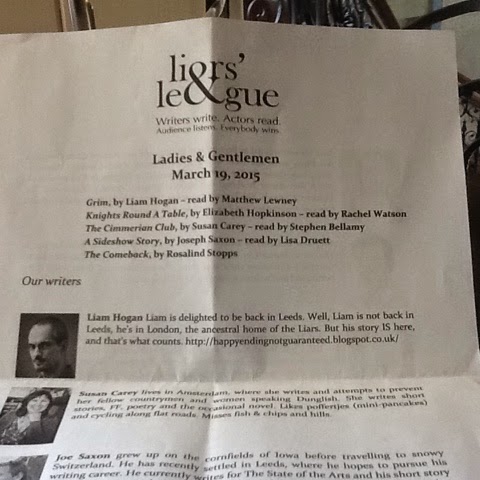 liars'
le&gue
Writers write. Actors read.
Audience listens. Everybody wins.
Ladies & Gentlemen
March 19, 2015
Grim, by Liam Hogan – read by Matthew Lewney
Knights Round A Table, by Elizabeth Hopkinson – read by Rachel Watson
The Cimmerian Club, by Susan Carey – read by Stephen Bellamy
A Sideshow Story, by Joseph Saxon – read by Lisa Druett
The Comeback, by Rosalind Stopps
Our writers
Liam Hogan Liam is delighted to be back in Leeds. Well, Liam is not back in
Leeds, he's in London, the ancestral home of the Liars. But his story IS here,
and that's what counts. http://happyendingnotguaranteed.blogspot.co.uk/
Susan Carey lives in Amsterdam, where she writes and attempts to prevent
her fellow countrymen and women speaking Dunglish. She writes short
stories, FF, poetry and the occasional novel. Likes poffertjes (mini-pancakes)
and cycling along flat roads. Misses fish & chips and hills.
Joe Saxon grew up on the cornfields of Iowa before travelling to snowy
Switzerland. He has recently settled in Leeds, where he hopes to pursue his
writing career. He currently writes for The State of the Arts and his short story